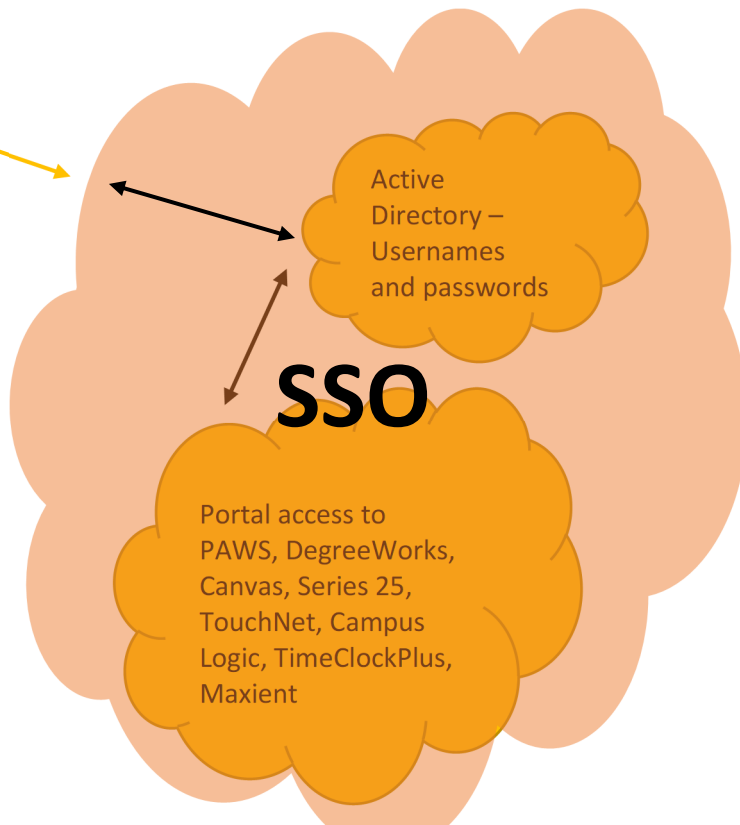 Active
Directory –
Usernames
and passwords
SSO
Portal access to
PAWS, DegreeWorks,
Canvas, Series 25,
TouchNet, Campus
Logic, TimeClockPlus,
Maxient